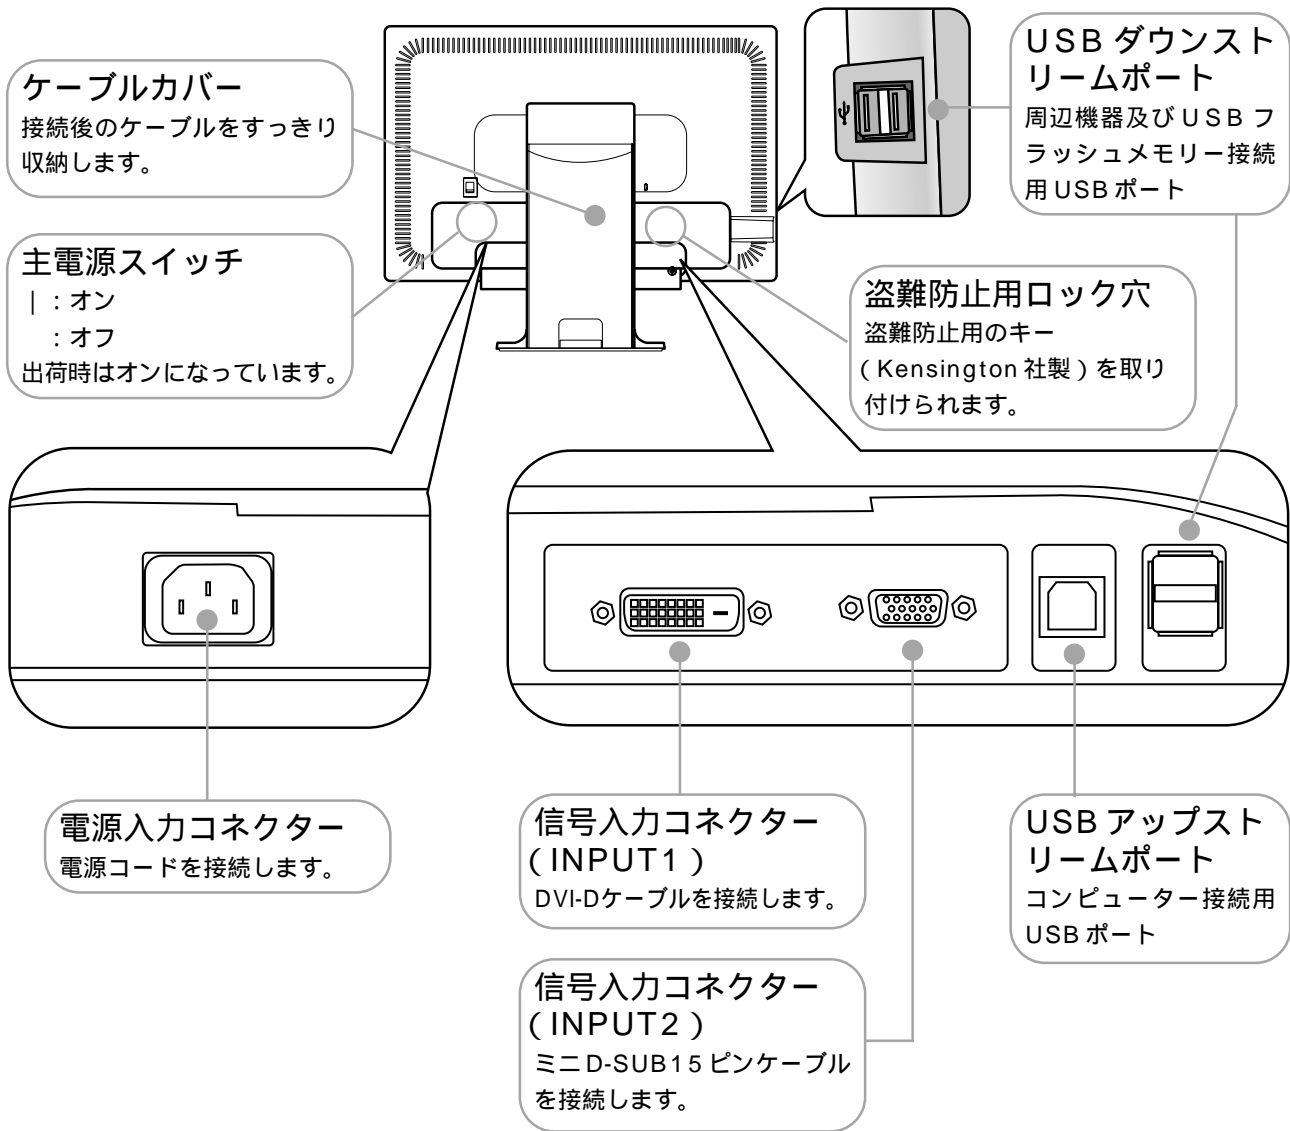 ケーブルカバー
接続後のケーブルをすっきり
収納します。
主電源スイッチ
｜：オン
：オフ
出荷時はオンになっています。
USB ダウンスト
リームポート
周辺機器及び USB フ
ラッシュメモリー接続
用 USB ポート
盗難防止用ロック穴
盗難防止用のキー
（Kensington 社製）を取り
付けられます。
電源入力コネクター
電源コードを接続します。
信号入力コネクター
（INPUT1）
DVI-Dケーブルを接続します。
信号入力コネクター
（INPUT2）
ミニ D-SUB15 ピンケーブル
を接続します。
USB アップスト
リームポート
コンピューター接続用
USB ポート